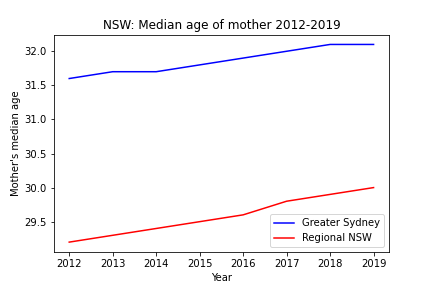 NSW: Median age of mother 2012-2019
Mother's median age
32.0
31.5
31.0
30.5
30.0
29.5
Greater Sydney
Regional NSW
2012 2013 2014 2015 2016 2017 2018 2019
Year